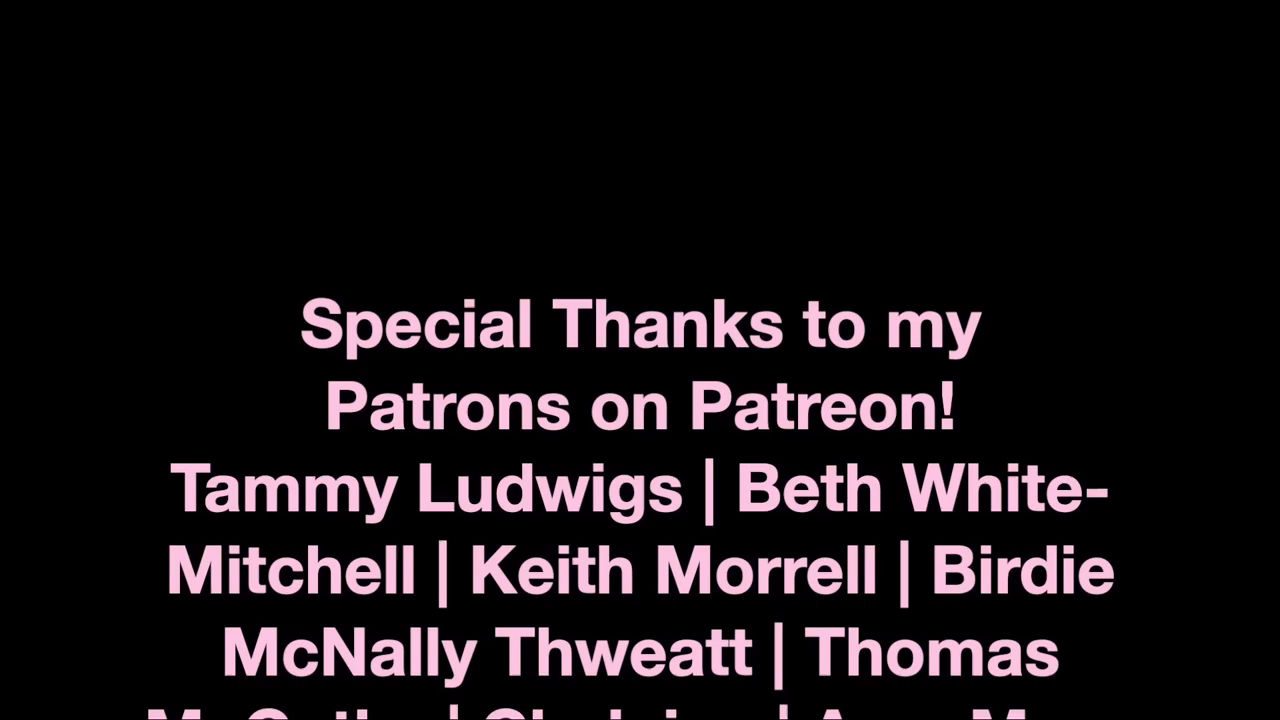 Special Thanks to my
Patrons on Patreon!
Tammy Ludwigs | Beth White-
Mitchell | Keith Morrell | Birdie
McNally Thweatt | Thomas